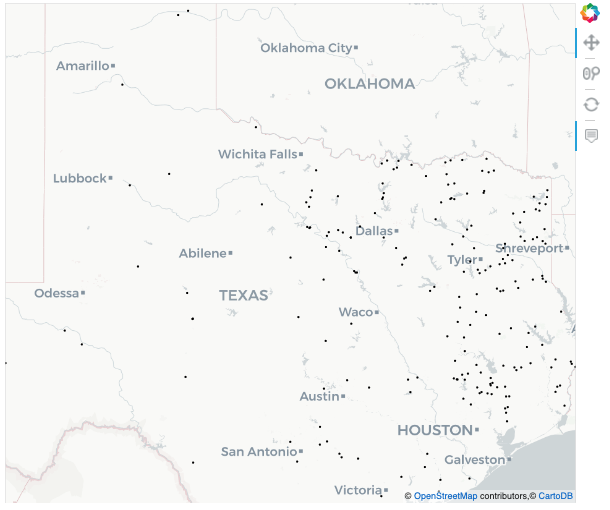 Oklahoma City
Amarillo
OKLAHOMA
Wichita Falls
Lubbock
Dallas
Shreveport
Abilene
Tyler
Odessa
TEXAS
Waco
Austin
HOUSTON
San Antonio
Galveston
Victoria
© OpenStreetMap contributors,© CartoDB